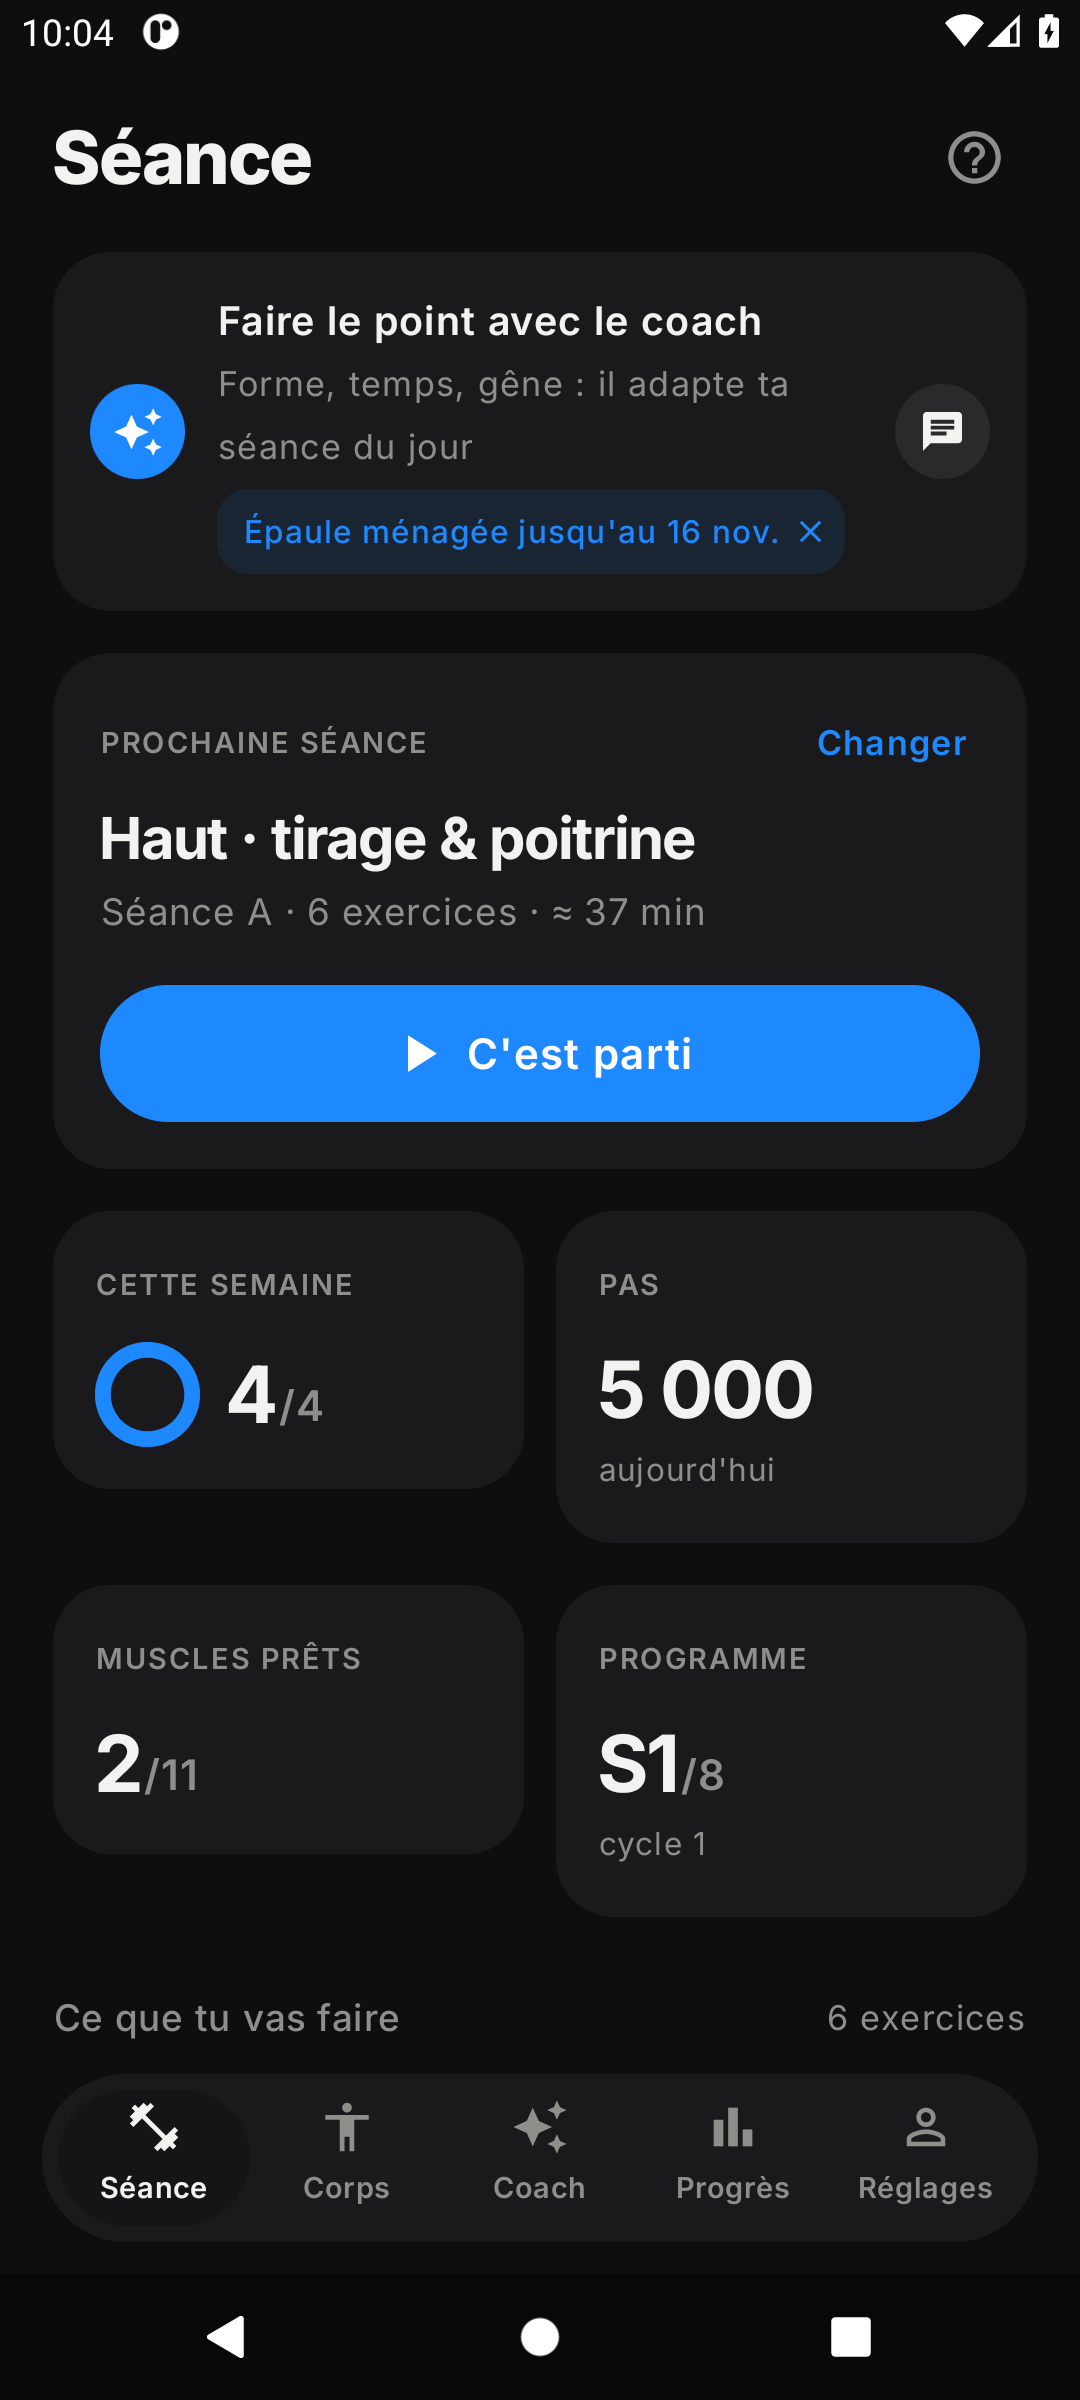 10:04
Séance
Faire le point avec le coach
Forme, temps, gêne : il adapte ta
séance du jour
Épaule ménagée jusqu'au 16 nov.
PROCHAINE SÉANCE
Changer
Haut · tirage & poitrine
Séance A · 6 exercices · ≈ 37 min
C'est parti
CETTE SEMAINE
4/4
PAS
5 000
aujourd'hui
MUSCLES PRÊTS
2/11
PROGRAMME
S1/8
cycle 1
Ce que tu vas faire
6 exercices
Séance
Corps
Coach
Progrès
Réglages